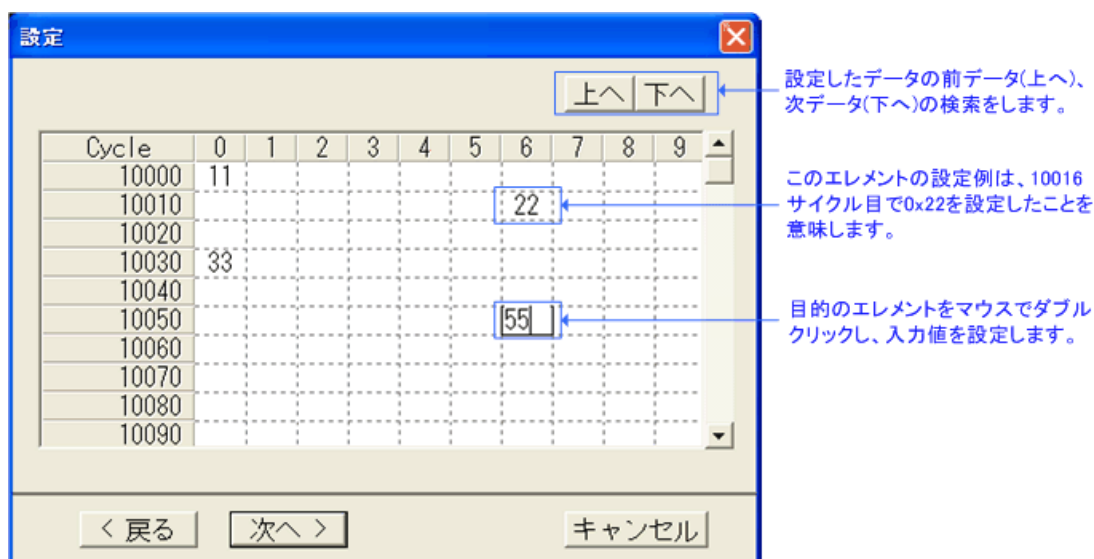 設定
上へ 下へ
設定したデータの前データ(上へ)、
次データ(下へ)の検索をします。
Cycle 0 1 2 3 4 5 6 7 8 9
10000 11
10010 22
10020
10030 33
10040
10050 55
10060
10070
10080
10090
このエレメントの設定例は、10016
サイクル目で0x22を設定したことを
意味します。
目的のエレメントをマウスでダブル
クリックし、入力値を設定します。
< 戻る 次へ > キャンセル